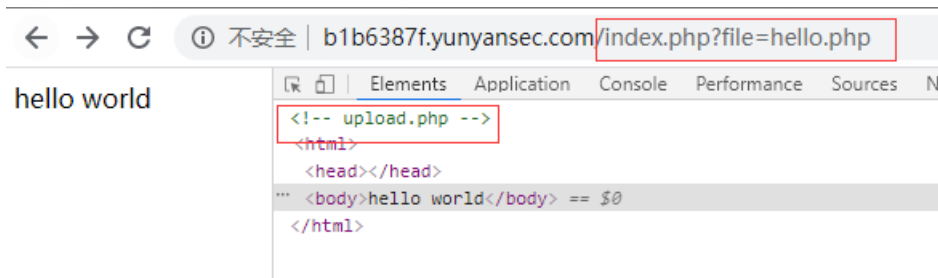 不安全 | b1b6387f.yunyansec.com/index.php?file=hello.php
hello world
Elements Application Console Performance Sources N
<!-- upload.php -->
<html>
<head></head>
... <body>hello world</body> == $0
</html>